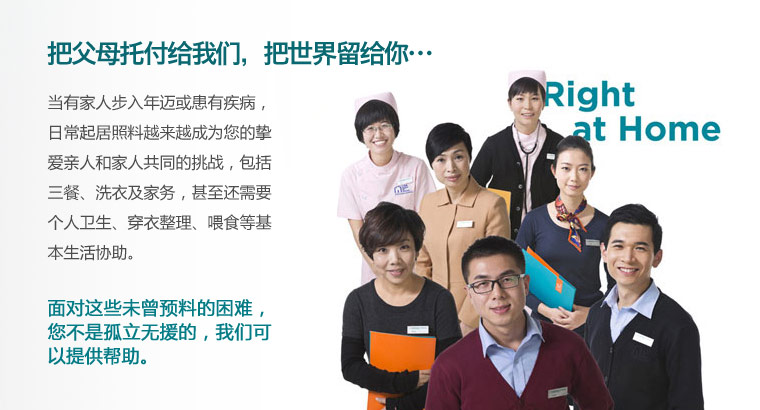 把父母托付给我们，把世界留给你…
当有家人步入年迈或患有疾病，
日常起居照料越来越成为您的挚
爱亲人和家人共同的挑战，包括
三餐、洗衣及家务，甚至还需要
个人卫生、穿衣整理、喂食等基
本生活协助。
面对这些未曾预料的困难，
您不是孤立无援的，我们可
以提供帮助。
Right
at Home